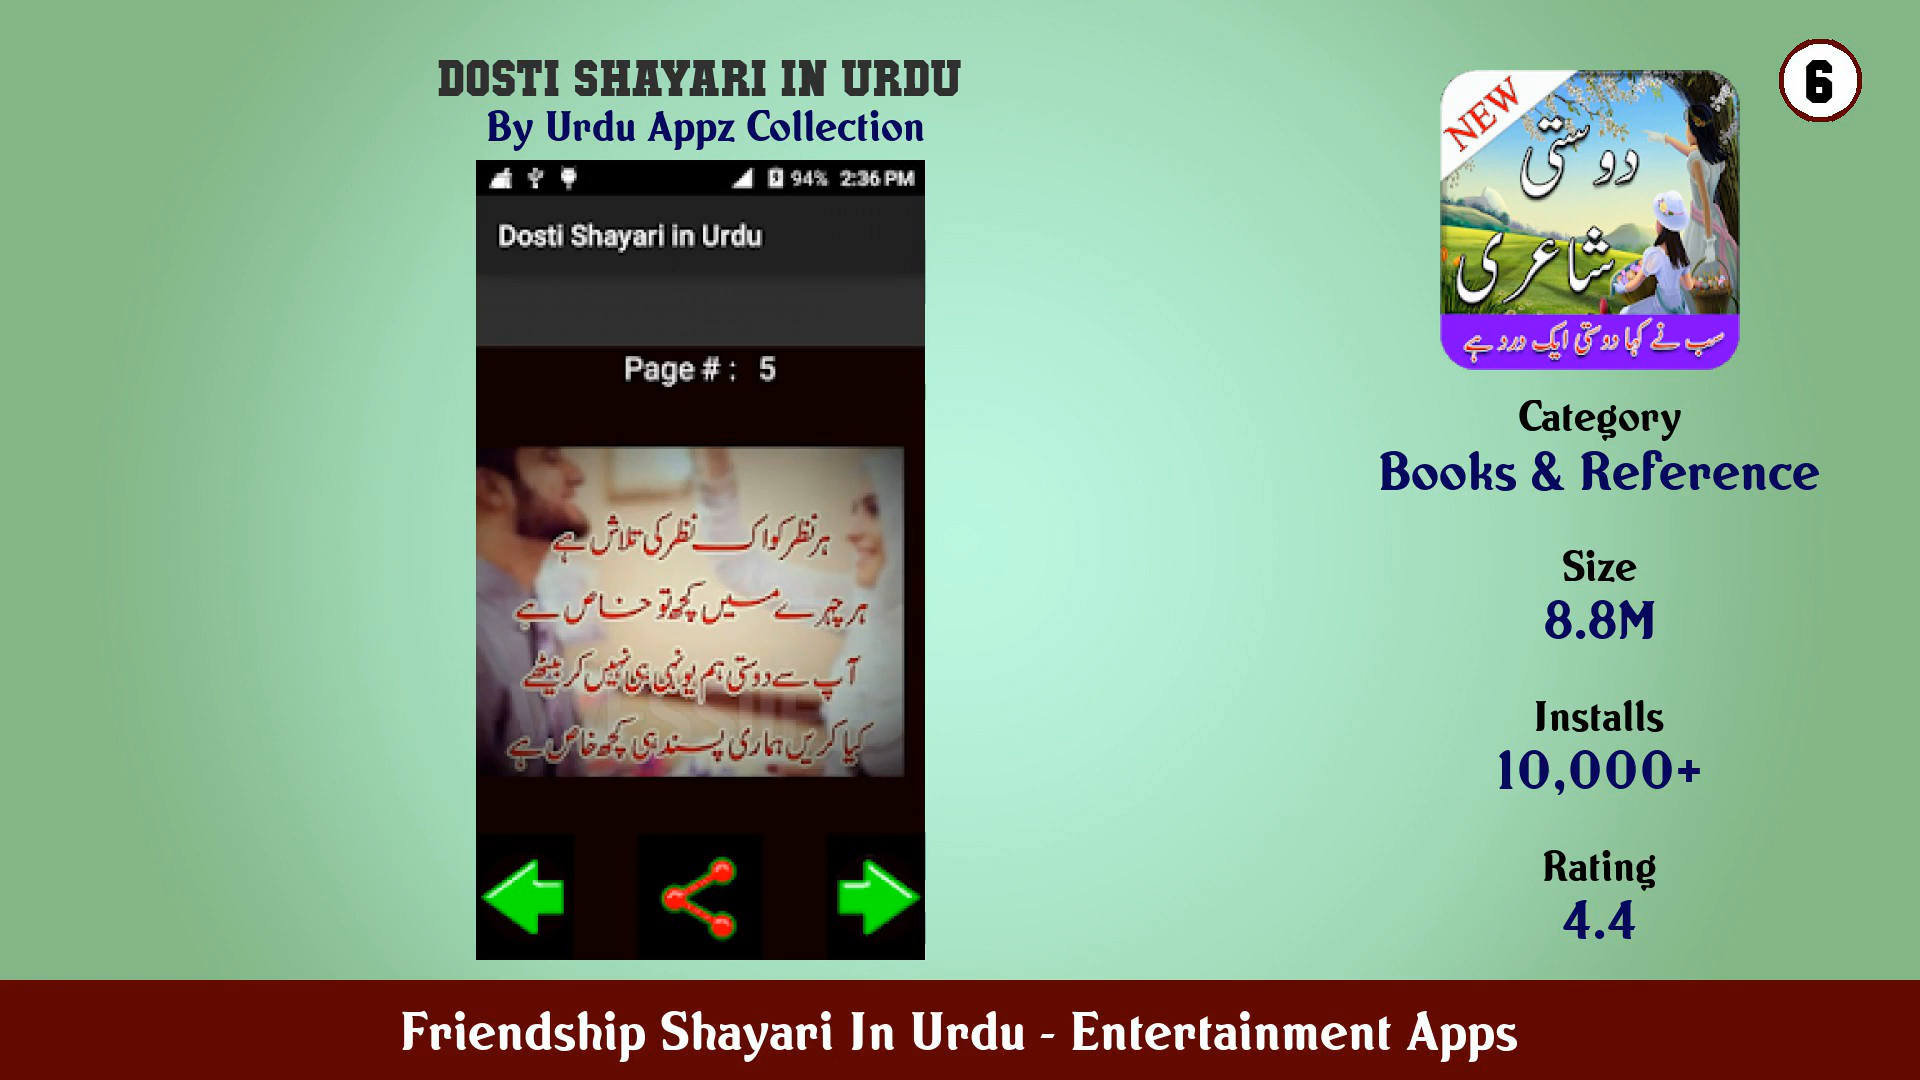 DOSTI SHAYARI IN URDU
By Urdu Appz Collection
94% 2:36 PM
Dosti Shayari in Urdu
Page # : 5
ہر نظر کو اک نظر کی تلاش ہے
ہر چہرے میں کچھ تو خاص ہے
آپ سے دوستی ہم یونہی ہی نہیں کر بیٹھے
کیا کریں ہماری پسند ہی کچھ خاص ہے
6
NEW
دوستی
شاعری
سب نے کہا دوستی ایک درد ہے
Category
Books & Reference
Size
8.8M
Installs
10,000+
Rating
4.4
Friendship Shayari In Urdu - Entertainment Apps